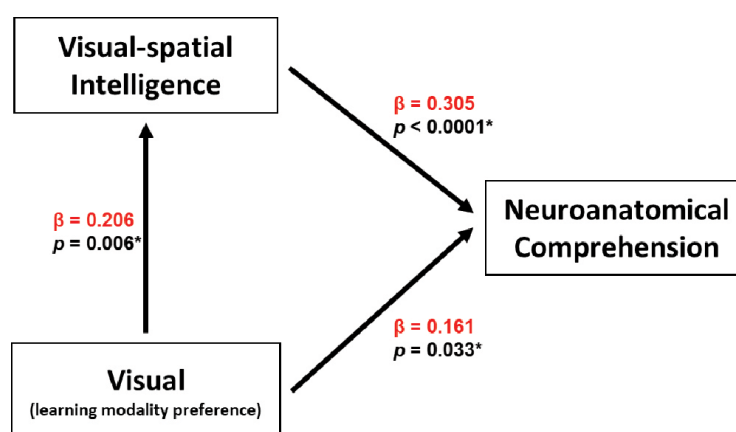 Visual-spatial
Intelligence
β = 0.305
p < 0.0001*
Neuroanatomical
Comprehension
β = 0.206
p = 0.006*
β = 0.161
p = 0.033*
Visual
(learning modality preference)